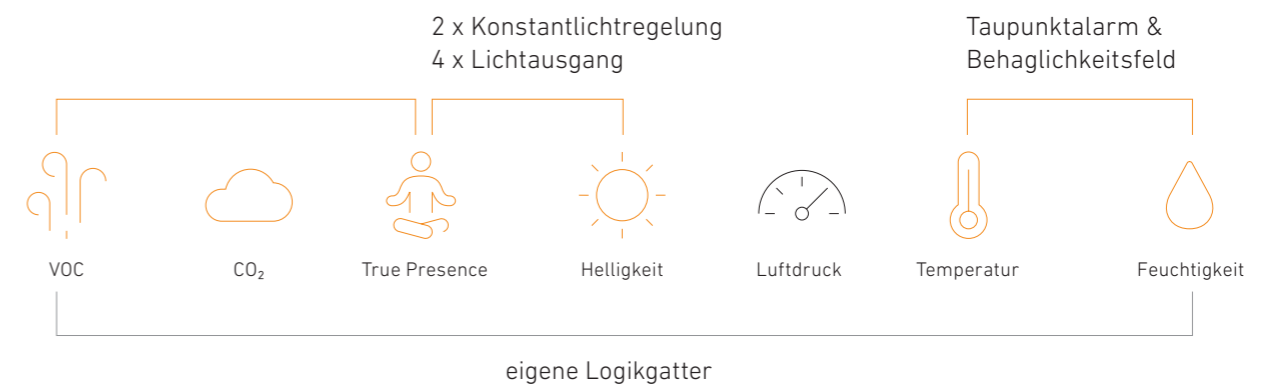 2 x Konstantlichtregelung
4 x Lichtausgang
Taupunktalarm &
Behaglichkeitsfeld
VOC
CO₂
True Presence
Helligkeit
Luftdruck
Temperatur
Feuchtigkeit
eigene Logikgatter